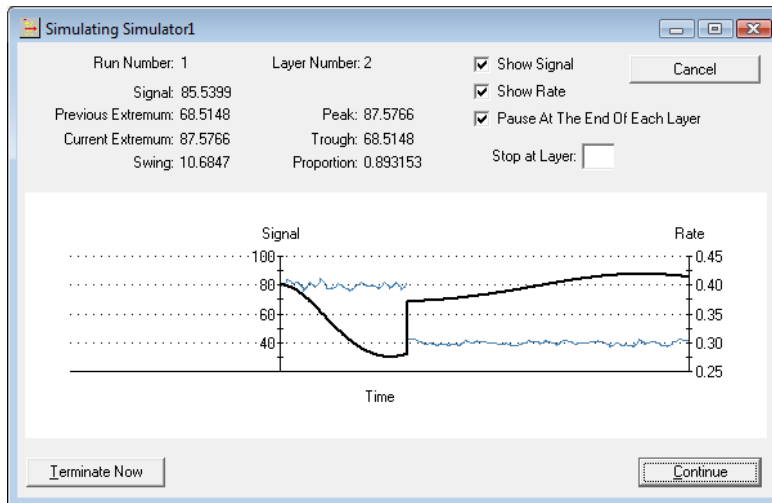 Simulating Simulator1
Run Number: 1
Layer Number: 2
Show Signal
Cancel
Signal: 85.5399
Show Rate
Previous Extremum: 68.5148
Peak: 87.5766
Pause At The End Of Each Layer
Current Extremum: 87.5766
Trough: 68.5148
Swing: 10.6847
Proportion: 0.893153
Stop at Layer:
Signal
Rate
100
0.45
80
0.40
60
0.35
40
0.30
0.25
Time
Terminate Now
Continue